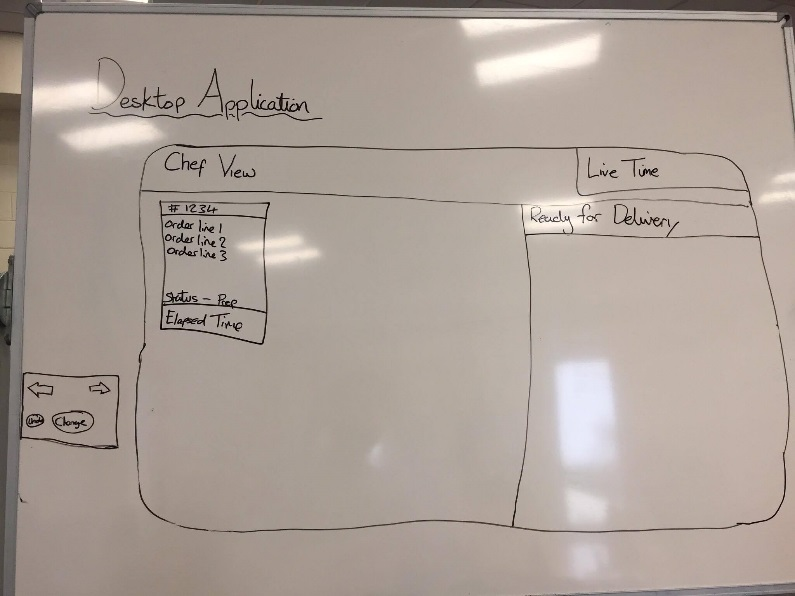 Desktop Application
Chef View
Live Time
# 1234
Order line 1
Order line 2
Order line 3
Status - Prep
Elapsed Time
Ready for Delivery
Change